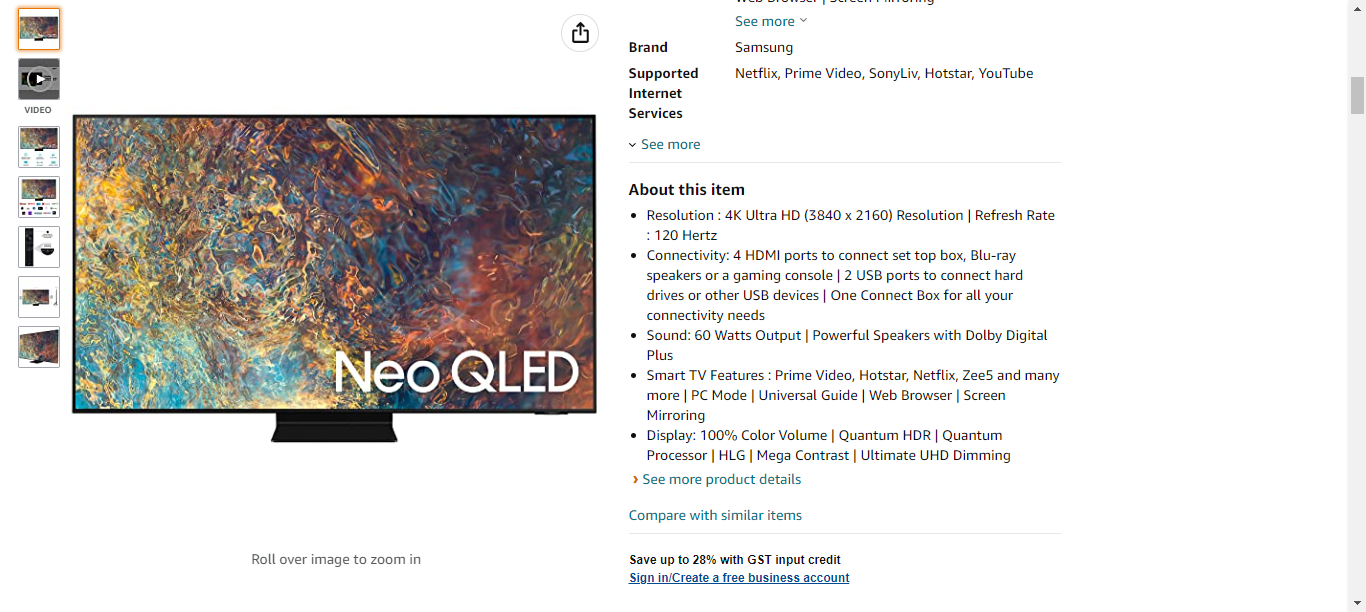 Web Browser | Screen Mirroring
See more
Brand
Samsung
Supported Internet Services
Netflix, Prime Video, SonyLiv, Hotstar, YouTube
See more
VIDEO
Neo QLED
Roll over image to zoom in
About this item
Resolution : 4K Ultra HD (3840 x 2160) Resolution | Refresh Rate
: 120 Hertz
Connectivity: 4 HDMI ports to connect set top box, Blu-ray
speakers or a gaming console | 2 USB ports to connect hard
drives or other USB devices | One Connect Box for all your
connectivity needs
Sound: 60 Watts Output | Powerful Speakers with Dolby Digital
Plus
Smart TV Features : Prime Video, Hotstar, Netflix, Zee5 and many
more | PC Mode | Universal Guide | Web Browser | Screen
Mirroring
Display: 100% Color Volume | Quantum HDR | Quantum
Processor | HLG | Mega Contrast | Ultimate UHD Dimming
See more product details
Compare with similar items
Save up to 28% with GST input credit
Sign in/Create a free business account